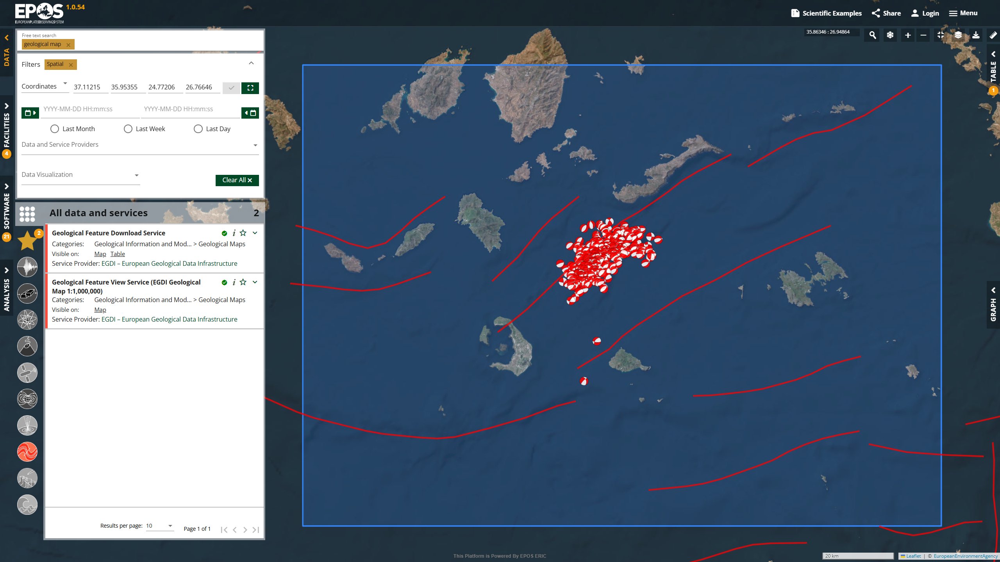 EPOS 1.0.54
EUROPEANPLATEOBSERVINGSYSTEM
Scientific Examples
Share
Login
Menu
35.86346 : 26.94864
DATA
FACILITIES
4
SOFTWARE
21
ANALYSIS
Free text search
geological map
Filters
Spatial
Coordinates
37.11215
35.95355
24.77206
26.76646
YYYY-MM-DD HH:mm:ss
YYYY-MM-DD HH:mm:ss
Last Month
Last Week
Last Day
Data and Service Providers
Data Visualization
Clear All
All data and services
2
2
Geological Feature Download Service
Categories: Geological Information and Mod... > Geological Maps
Visible on: Map Table
Service Provider: EGDI – European Geological Data Infrastructure
Geological Feature View Service (EGDI Geological
Map 1:1,000,000)
Categories: Geological Information and Mod... > Geological Maps
Visible on: Map
Service Provider: EGDI – European Geological Data Infrastructure
Results per page: 10
Page 1 of 1
TABLE
1
GRAPH
This Platform is Powered By EPOS ERIC
20 km
Leaflet | © EuropeanEnvironmentAgency